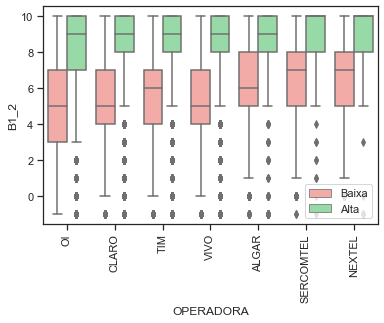 B1_2
10
8
6
4
2
0
OI
CLARO
TIM
VIVO
ALGAR
SERCOMTEL
NEXTEL
OPERADORA
Baixa
Alta